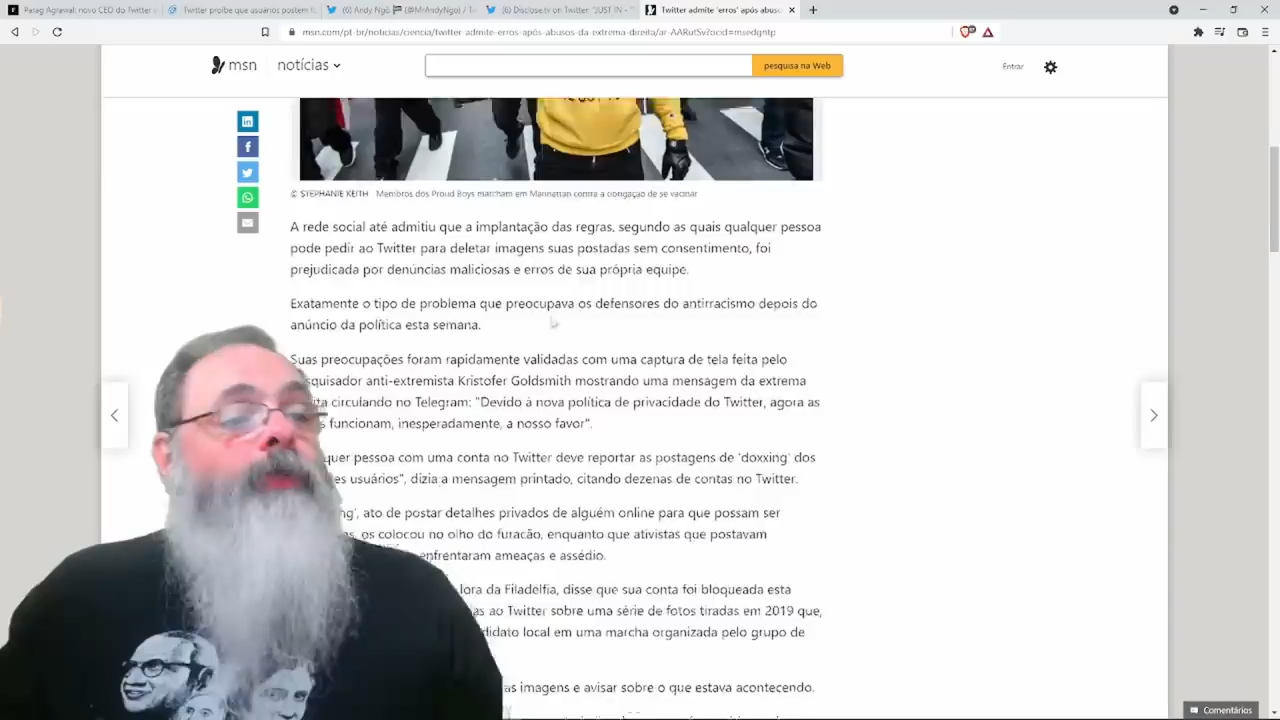 Parag Agrawal, novo CEO do Twitter
Twitter proíbe que usuários postem f
(6) Andy Ngô (@MrAndyNgo) / T
(6) Disclose.tv on Twitter: "JUST IN -
Twitter admite 'erros' após abusos
msn.com/pt-br/noticias/ciencia/twitter-admite-erros-após-abusos-da-extrema-direita/ar-AARutSv?ocid=msedgntp
msn notícias pesquisa na Web Entrar
© STEPHANIE KEITH Membros dos Proud Boys marcham em Manhattan contra a obrigação de se vacinar
A rede social até admitiu que a implantação das regras, segundo as quais qualquer pessoa
pode pedir ao Twitter para deletar imagens suas postadas sem consentimento, foi
prejudicada por denúncias maliciosas e erros de sua própria equipe.
Exatamente o tipo de problema que preocupava os defensores do antirracismo depois do
anúncio da política esta semana.
Suas preocupações foram rapidamente validadas com uma captura de tela feita pelo
squisador anti-extremista Kristofer Goldsmith mostrando uma mensagem da extrema
ta circulando no Telegram: "Devido à nova política de privacidade do Twitter, agora as
s funcionam, inesperadamente, a nosso favor".
quer pessoa com uma conta no Twitter deve reportar as postagens de 'doxxing' dos
es usuários", dizia a mensagem printado, citando dezenas de contas no Twitter.
ng', ato de postar detalhes privados de alguém online para que possam ser
os colocou no olho do furacão, enquanto que ativistas que postavam
enfrentaram ameaças e assédio.
lora da Filadélfia, disse que sua conta foi bloqueada esta
as ao Twitter sobre uma série de fotos tiradas em 2019 que,
didato local em uma marcha organizada pelo grupo de
as imagens e avisar sobre o que estava acontecendo.
Comentários